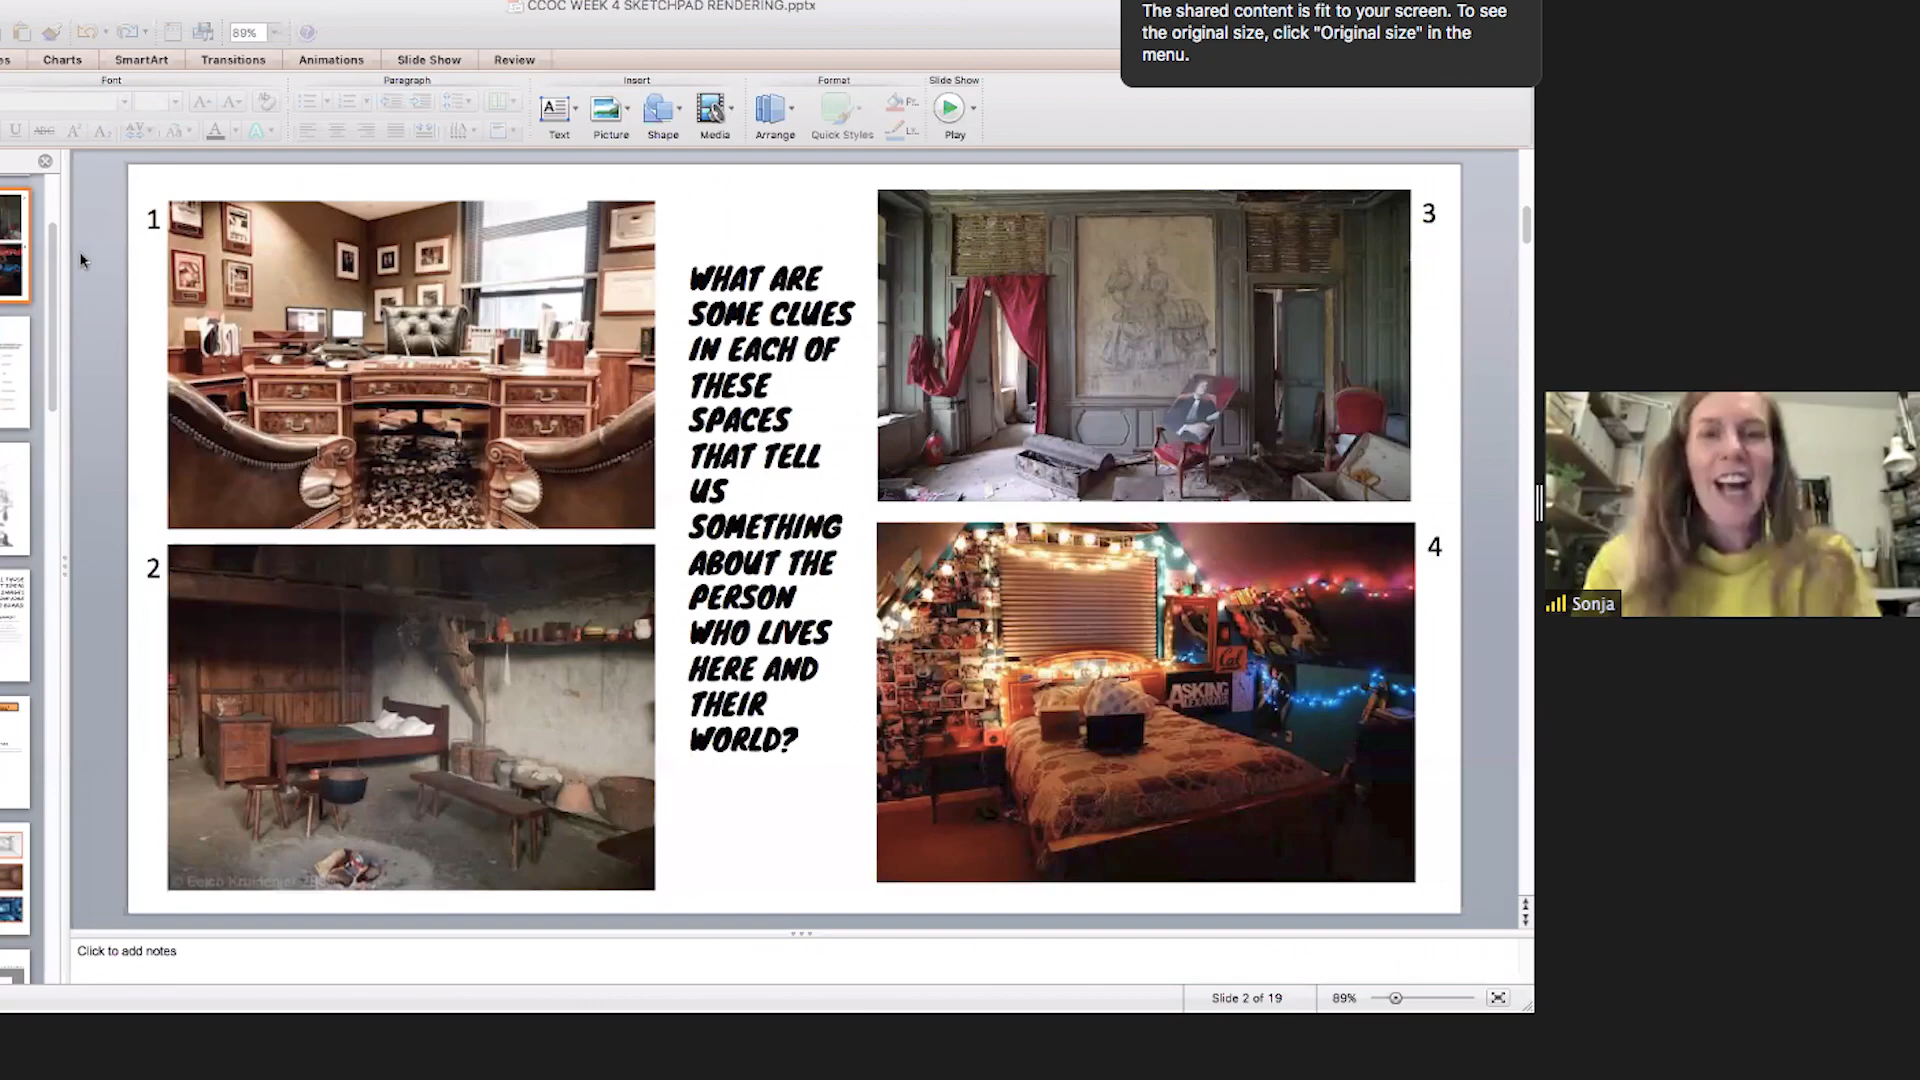 CCOC WEEK 4 SKETCHPAD RENDERING.pptx
The shared content is fit to your screen. To see
the original size, click "Original size" in the
menu.
89%
Charts
SmartArt
Transitions
Animations
Slide Show
Review
Font
Paragraph
Insert
Format
Slide Show
Text
Picture
Shape
Media
Arrange
Quick Styles
Play
1
2
3
4
WHAT ARE
SOME CLUES
IN EACH OF
THESE
SPACES
THAT TELL
US
SOMETHING
ABOUT THE
PERSON
WHO LIVES
HERE AND
THEIR
WORLD?
Cal
ASKING
ALEXANDRIA
Sonja
Click to add notes
Slide 2 of 19
89%